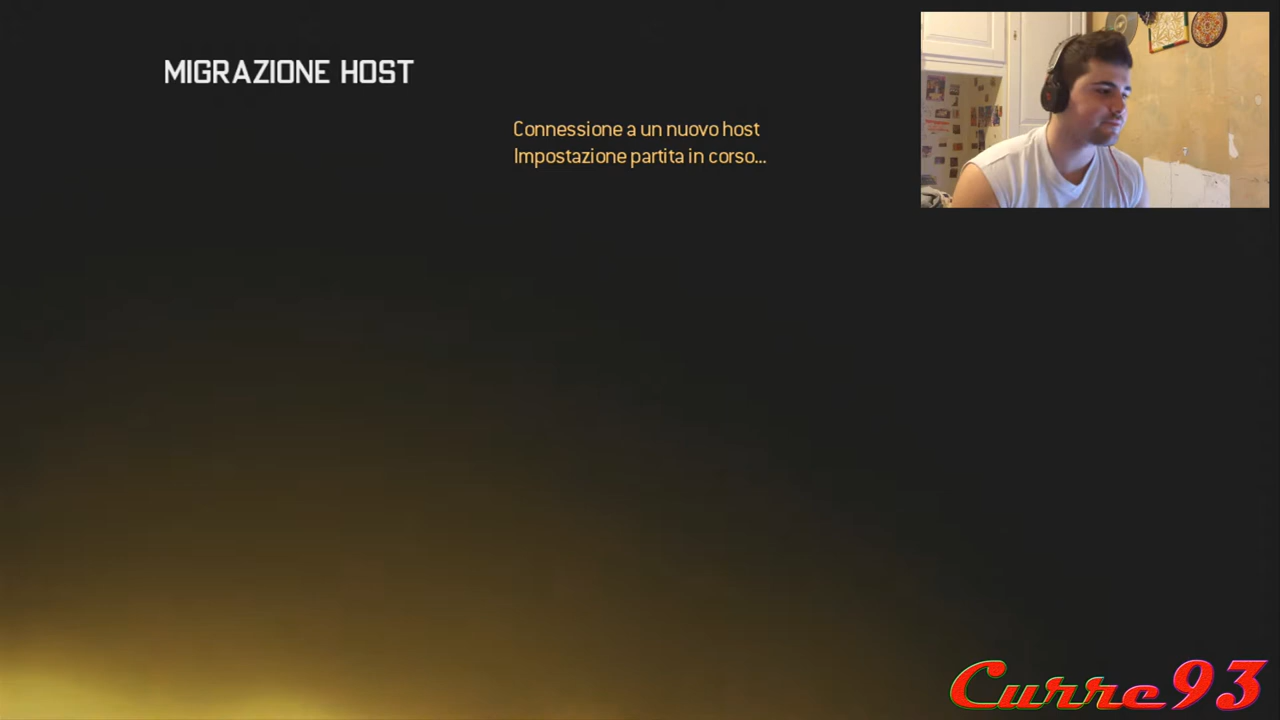 MIGRAZIONE HOST
Connessione a un nuovo host
Impostazione partita in corso...
Curre93